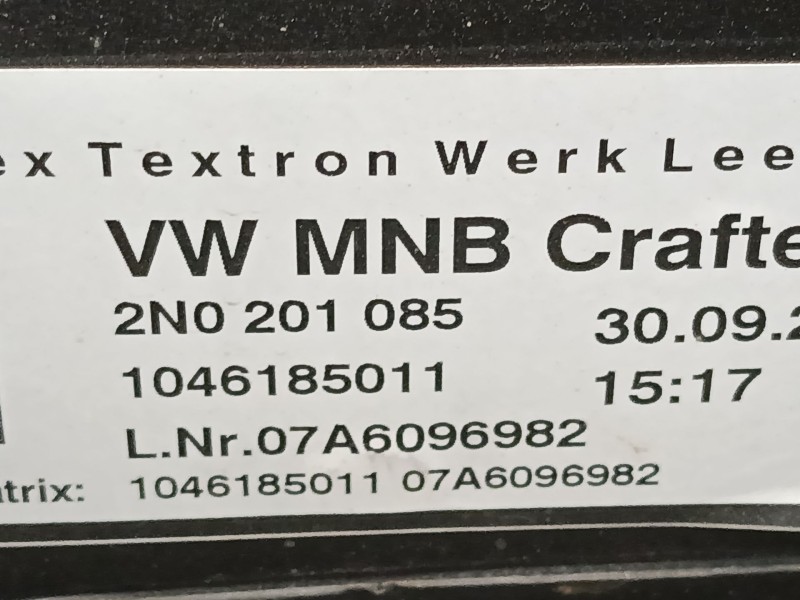 ex Textron Werk Lee
VW MNB Crafte
2N0 201 085 30.09.2
1046185011 15:17
L.Nr.07A6096982
trix: 1046185011 07A6096982